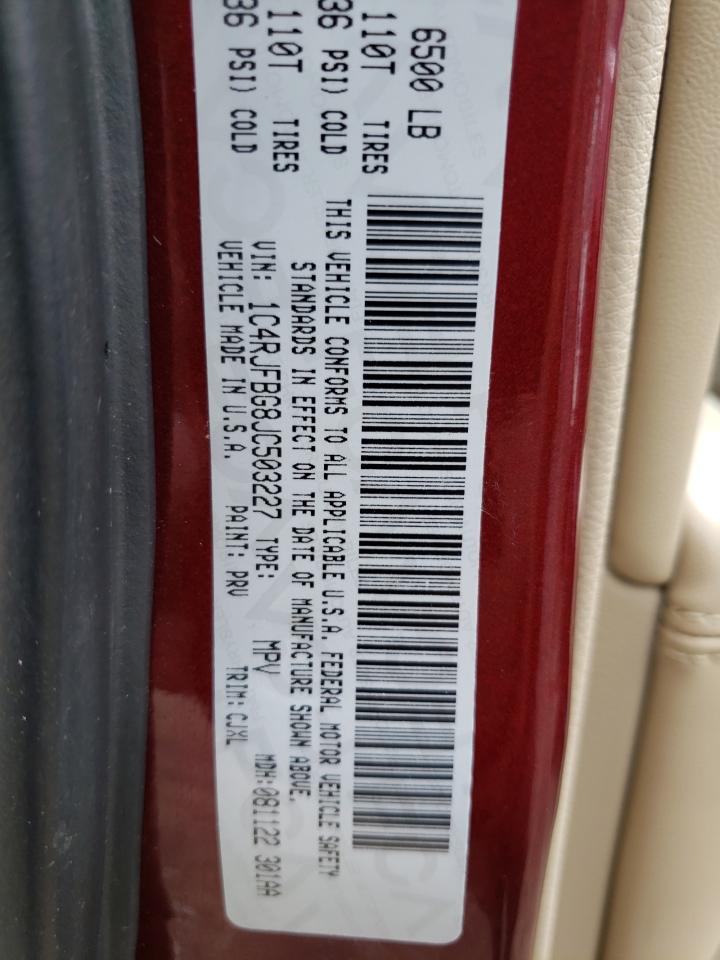 6500 LB
110T TIRES
36 PSI) COLD
110T TIRES
36 PSI) COLD
THIS VEHICLE CONFORMS TO ALL APPLICABLE U.S.A. FEDERAL MOTOR VEHICLE SAFETY
STANDARDS IN EFFECT ON THE DATE OF MANUFACTURE SHOWN ABOVE.
VIN: 1C4RJFBG8JC503227 TYPE: MPV MDH:081122 301AA
VEHICLE MADE IN U.S.A. PAINT: PRV TRIM: CJXL